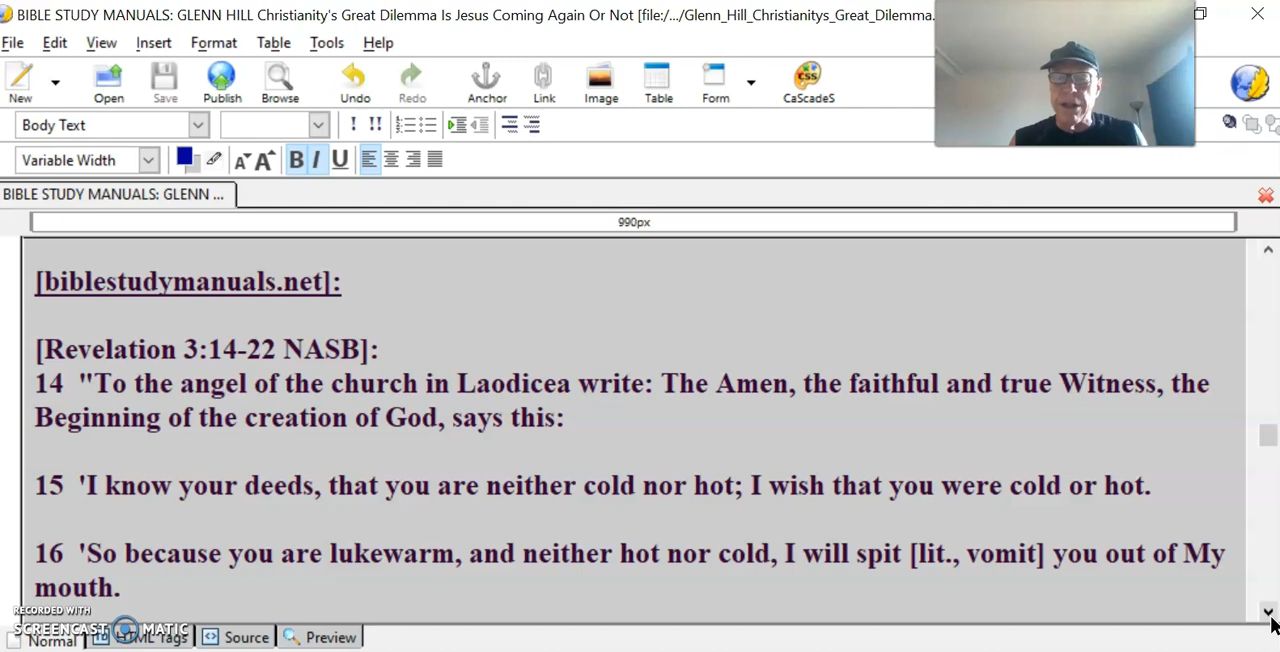 BIBLE STUDY MANUALS: GLENN HILL Christianity's Great Dilemma Is Jesus Coming Again Or Not [file:/.../Glenn_Hill_Christianitys_Great_Dilemma.
File Edit View Insert Format Table Tools Help
New Open Save Publish Browse Undo Redo Anchor Link Image Table Form CaScadeS
Body Text ! !!
Variable Width A A B I U
BIBLE STUDY MANUALS: GLENN ...
990px
[biblestudymanuals.net]:
[Revelation 3:14-22 NASB]:
14 "To the angel of the church in Laodicea write: The Amen, the faithful and true Witness, the
Beginning of the creation of God, says this:
15 'I know your deeds, that you are neither cold nor hot; I wish that you were cold or hot.
16 'So because you are lukewarm, and neither hot nor cold, I will spit [lit., vomit] you out of My
mouth.
RECORDED WITH
SCREENCAST MATIC
Normal HTML Tags Source Preview